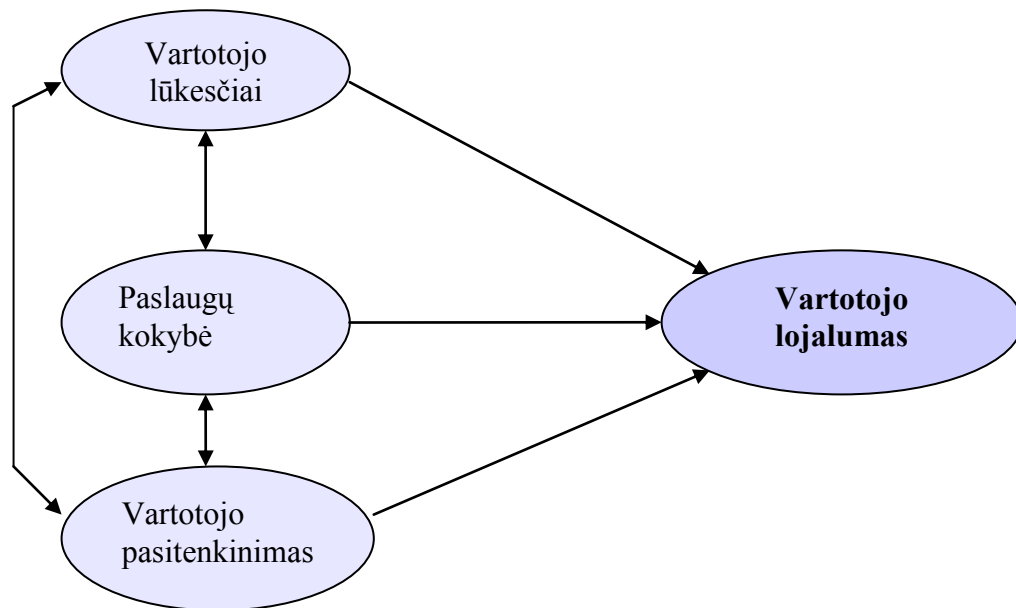 Vartotojo
lūkesčiai
Paslaugų
kokybė
Vartotojo
lojalumas
Vartotojo
pasitenkinimas